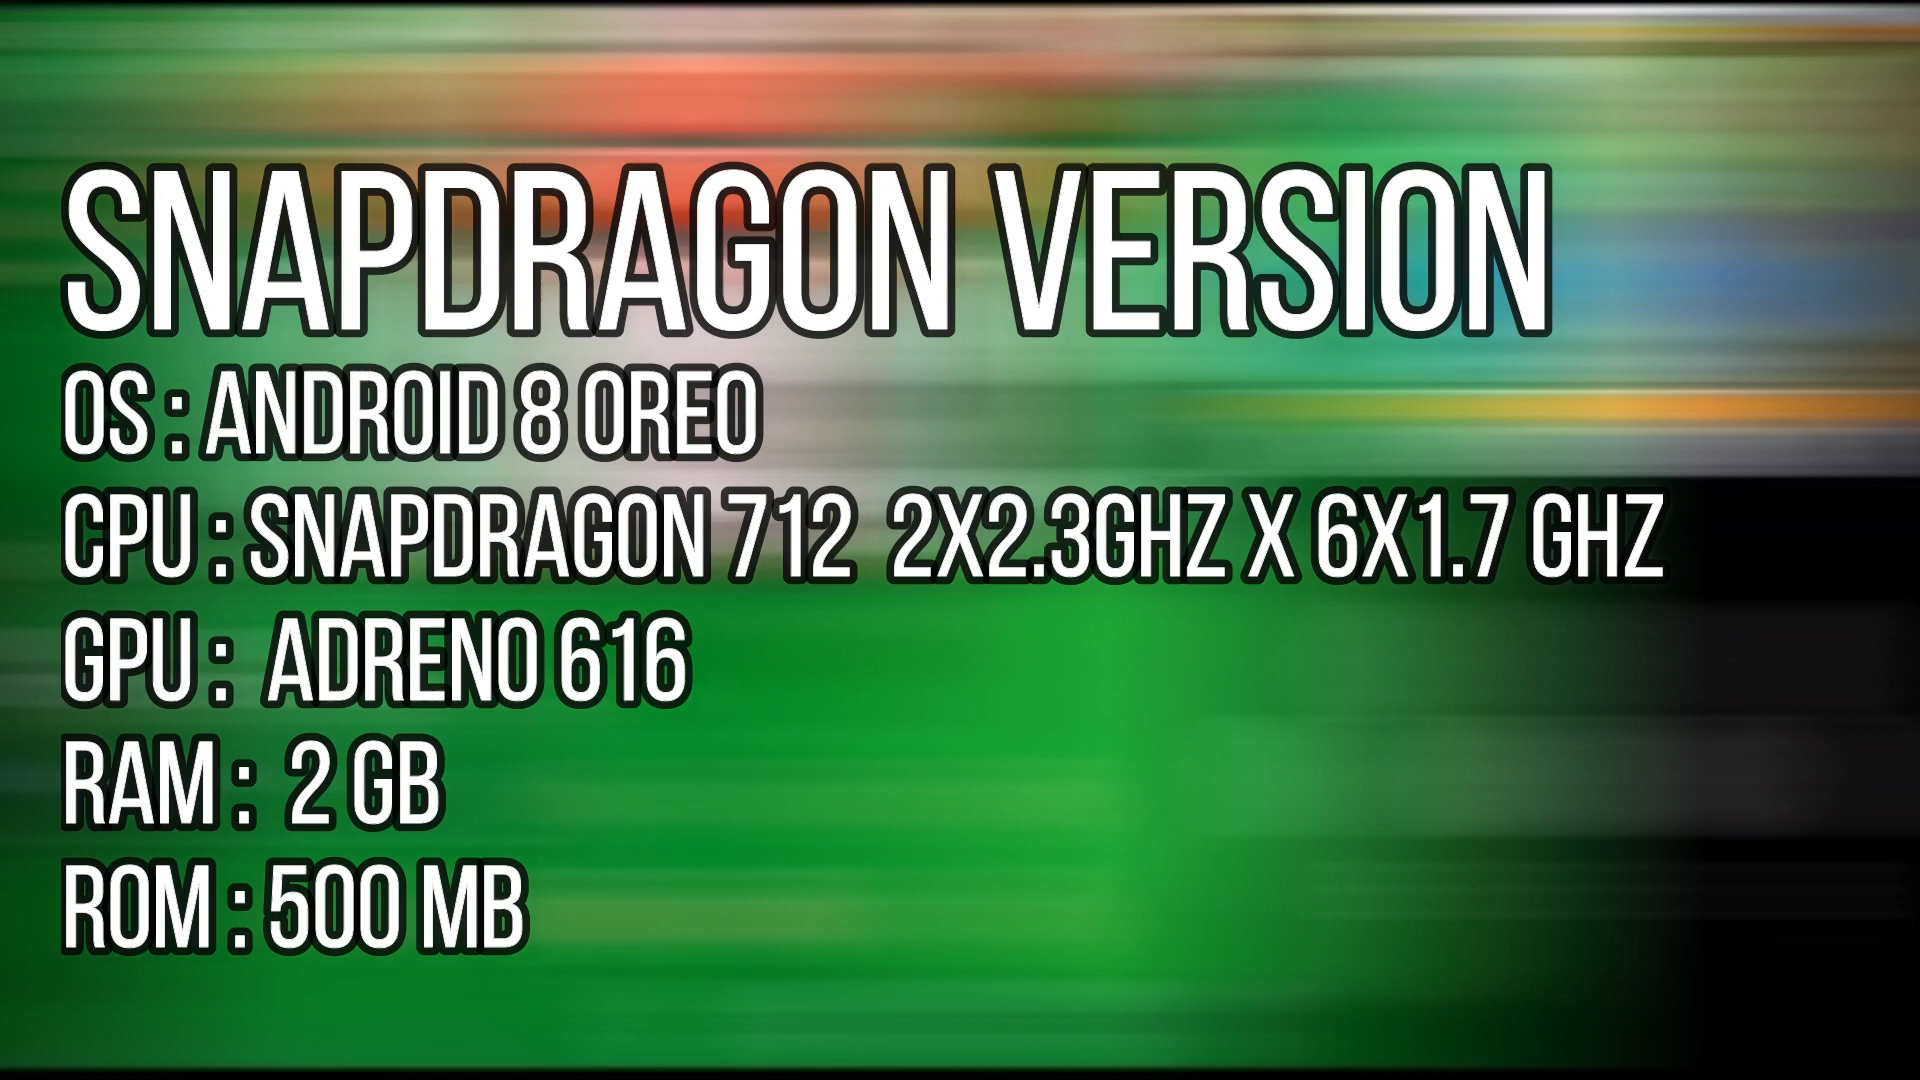 SNAPDRAGON VERSION
OS : ANDROID 8 OREO
CPU : SNAPDRAGON 712 2X2.3GHZ X 6X1.7 GHZ
GPU : ADRENO 616
RAM : 2 GB
ROM : 500 MB